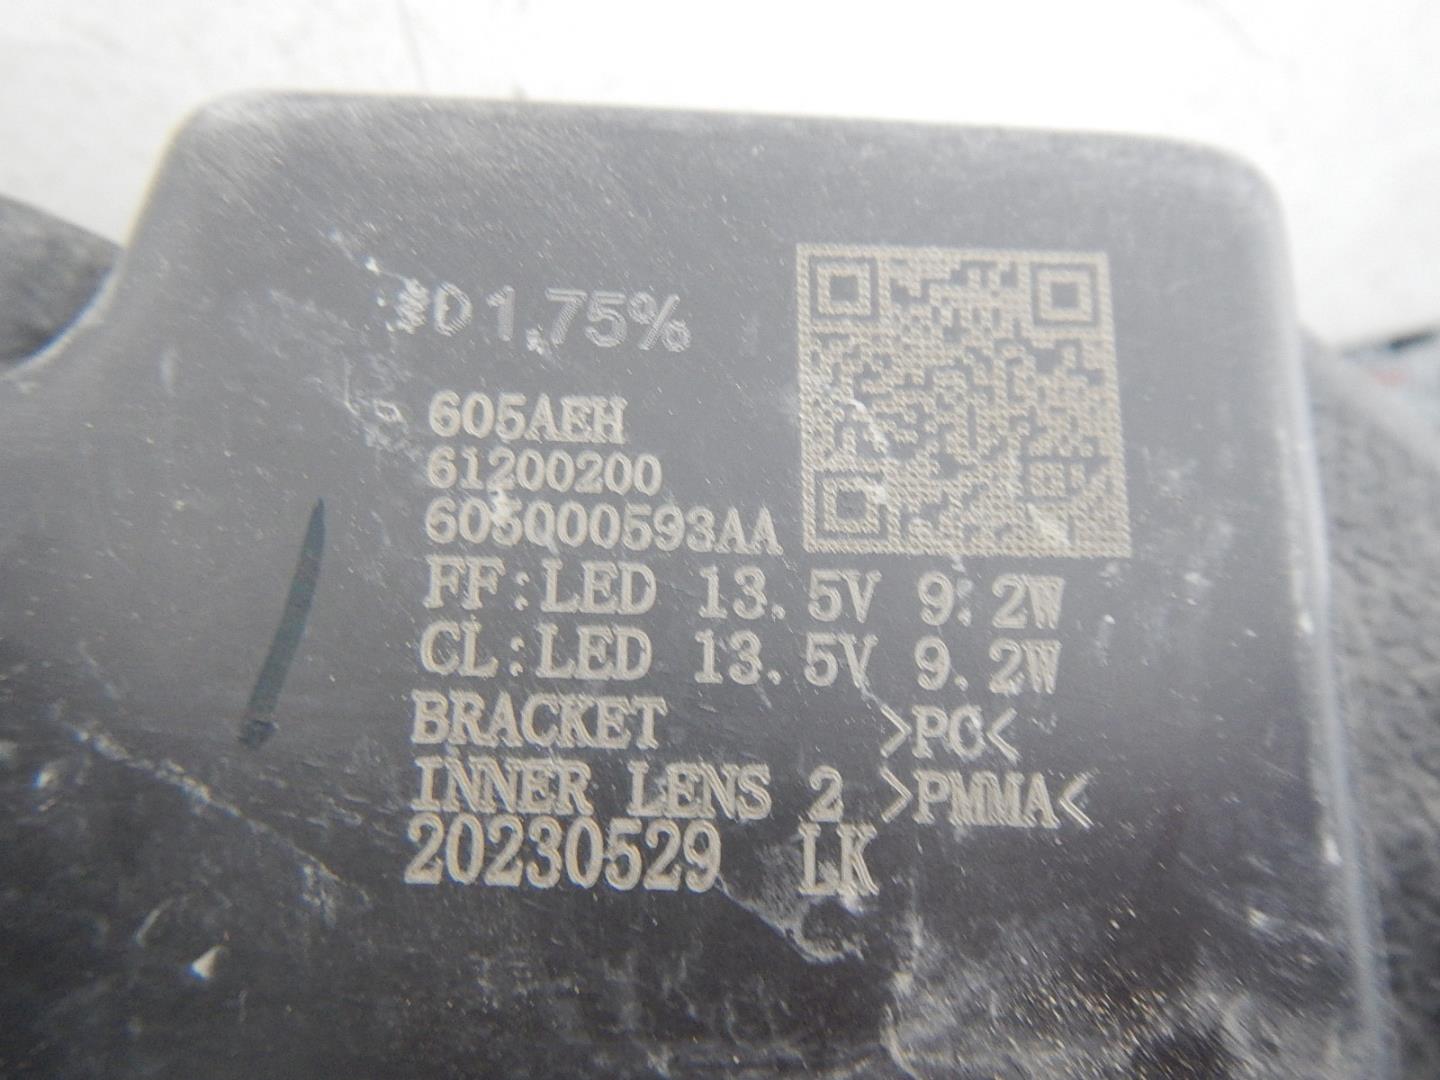 D 1.75%
605AEH
61200200
605Q00593AA
FF:LED 13.5V 9.2W
CL:LED 13.5V 9.2W
BRACKET >PC<
INNER LENS 2 >PMMA<
20230529 LK